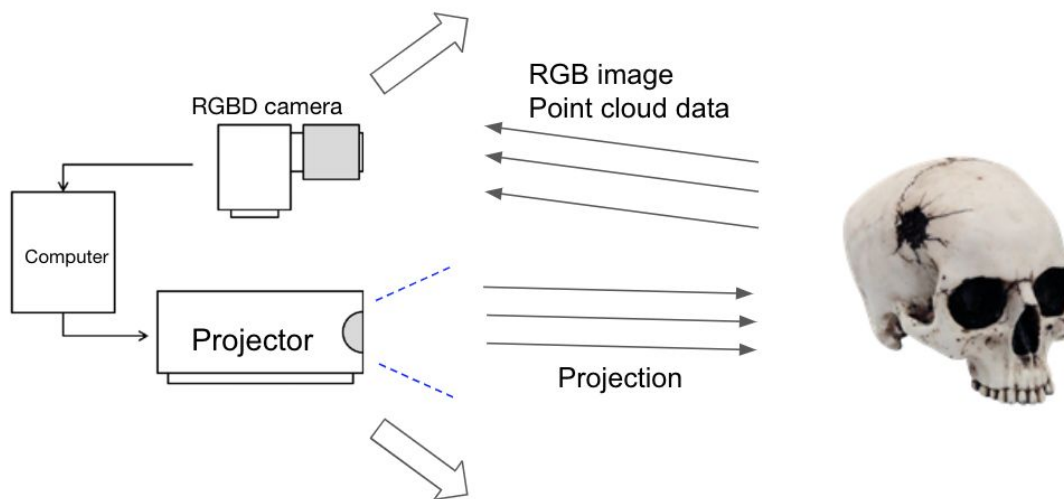 RGB image
Point cloud data
RGBD camera
Computer
Projector
Projection